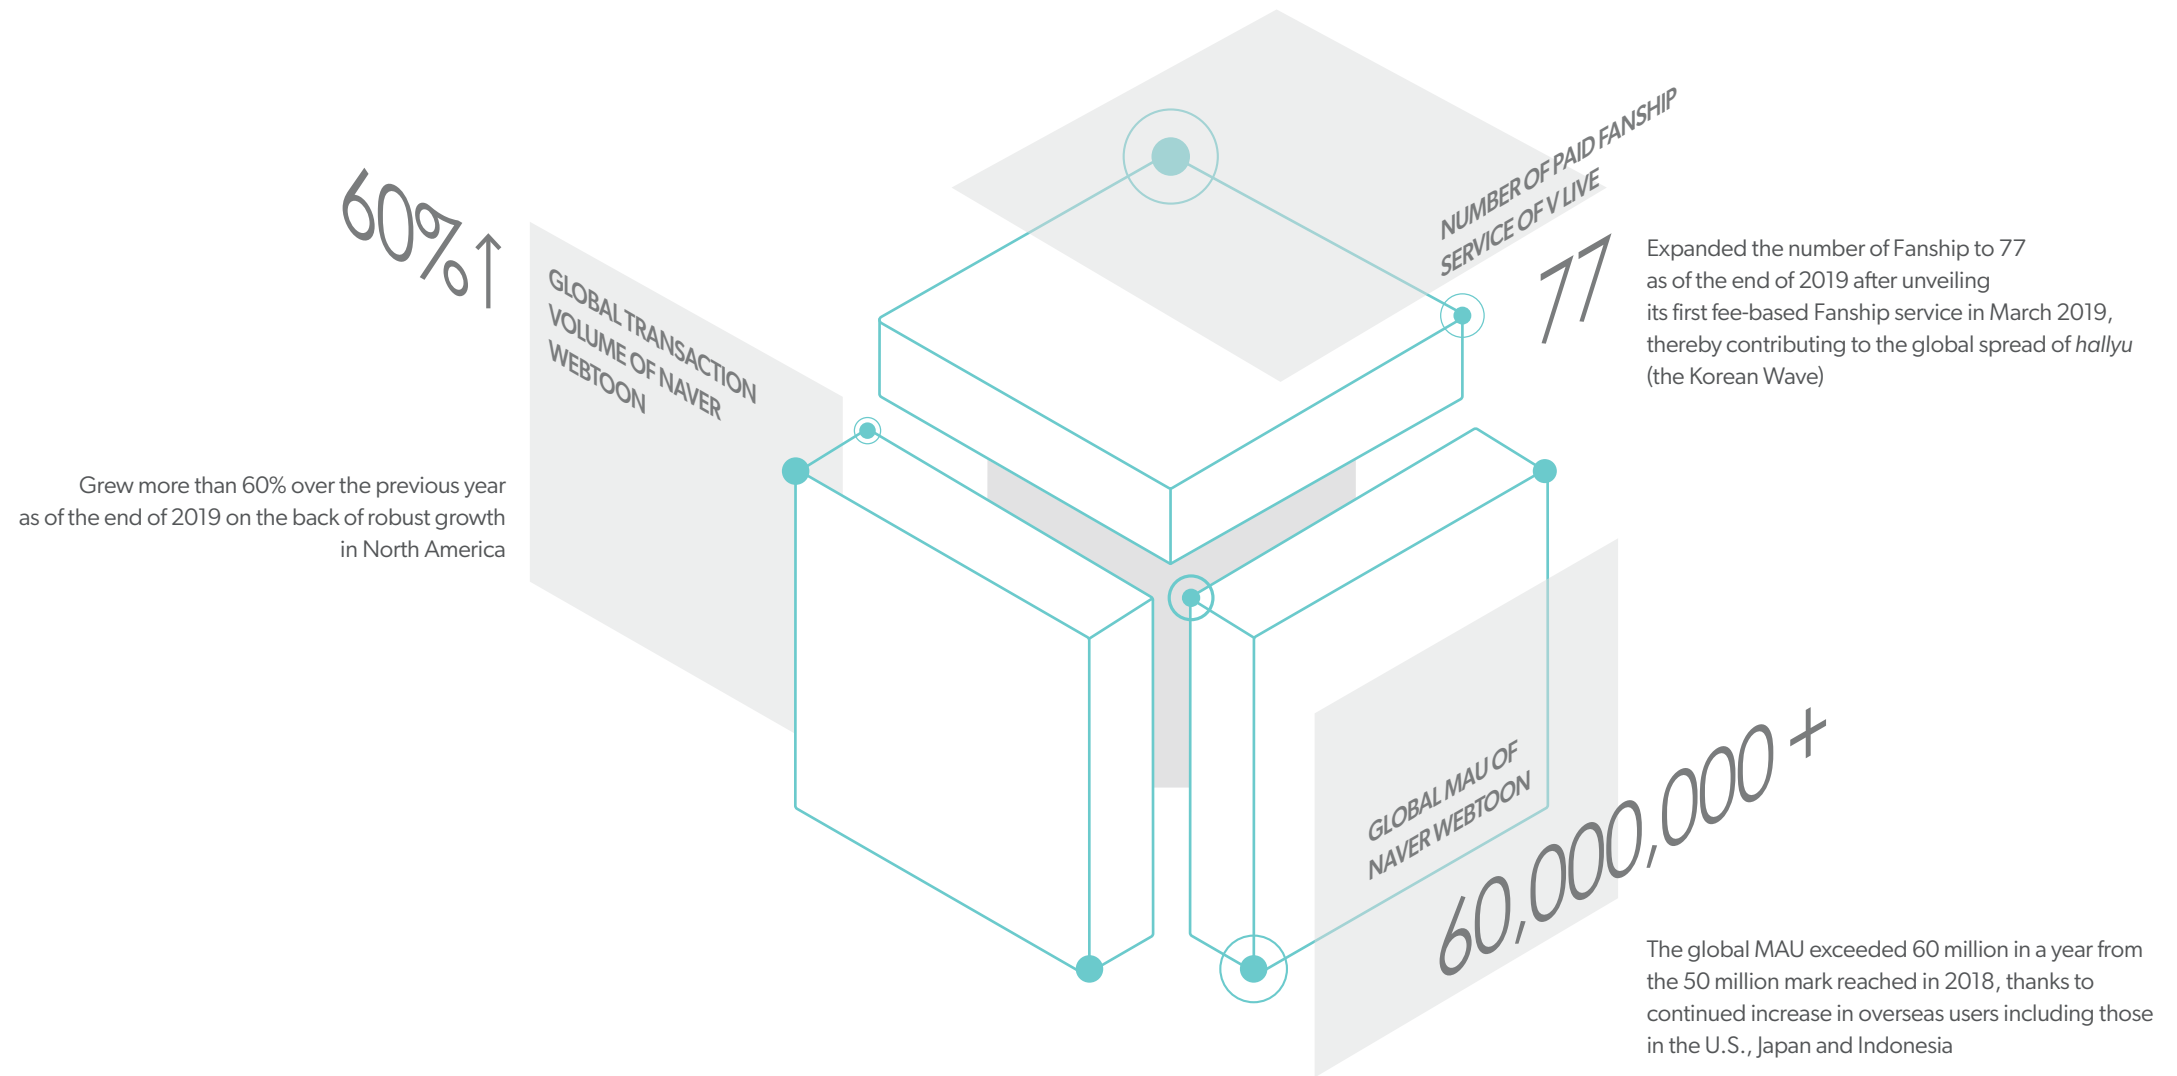 60%↑
GLOBAL TRANSACTION
VOLUME OF NAVER
WEBTOON
Grew more than 60% over the previous year
as of the end of 2019 on the back of robust growth
in North America
NUMBER OF PAID FANSHIP
SERVICE OF V LIVE
77
Expanded the number of Fanship to 77
as of the end of 2019 after unveiling
its first fee-based Fanship service in March 2019,
thereby contributing to the global spread of hallyu
(the Korean Wave)
GLOBAL MAU OF
NAVER WEBTOON
60,000,000 +
The global MAU exceeded 60 million in a year from
the 50 million mark reached in 2018, thanks to
continued increase in overseas users including those
in the U.S., Japan and Indonesia